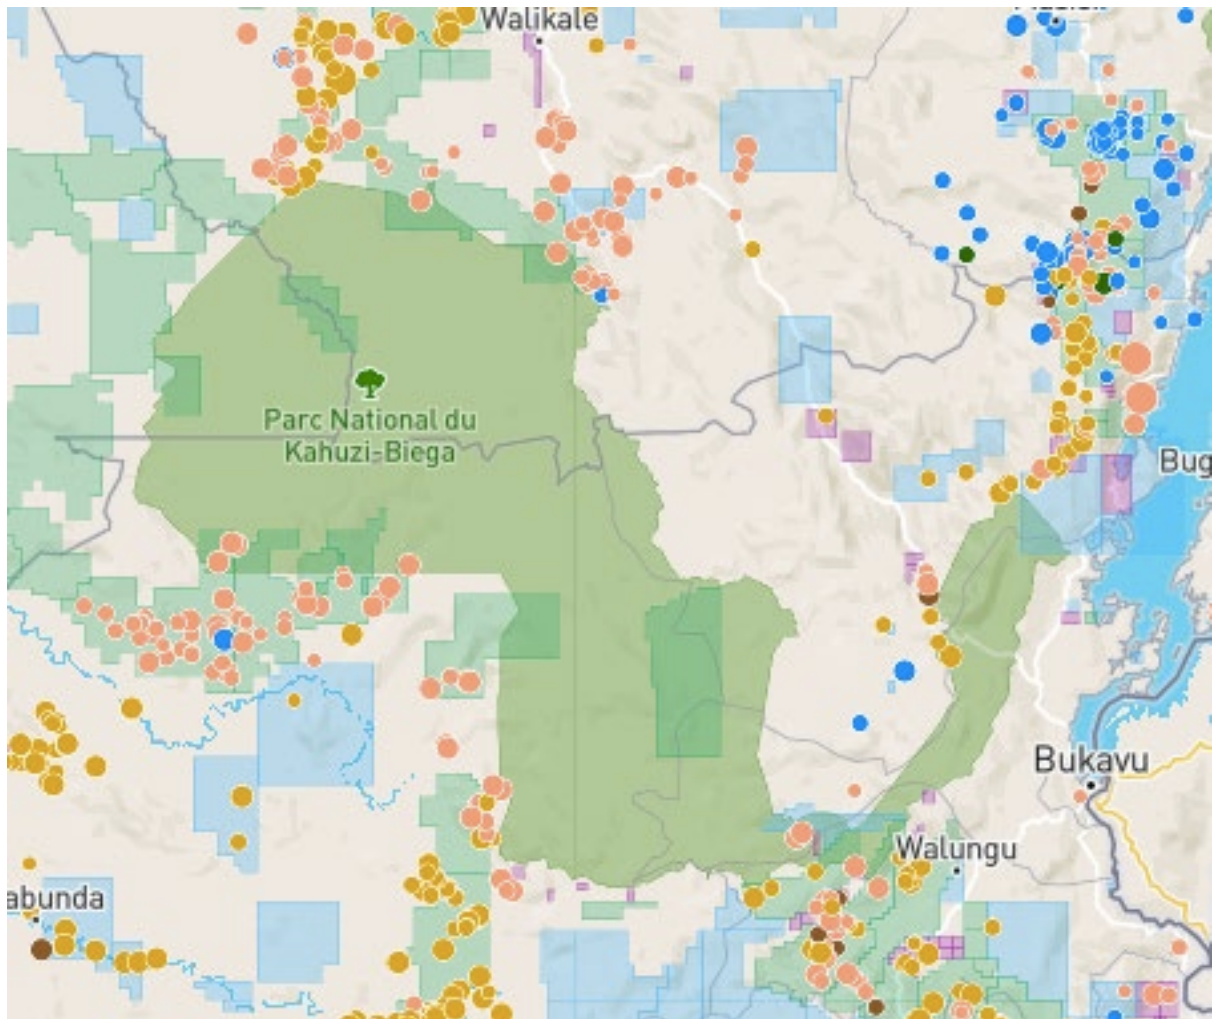 Walikale
Parc National du
Kahuzi-Biega
Bug
Bukavu
Walungu
abunda